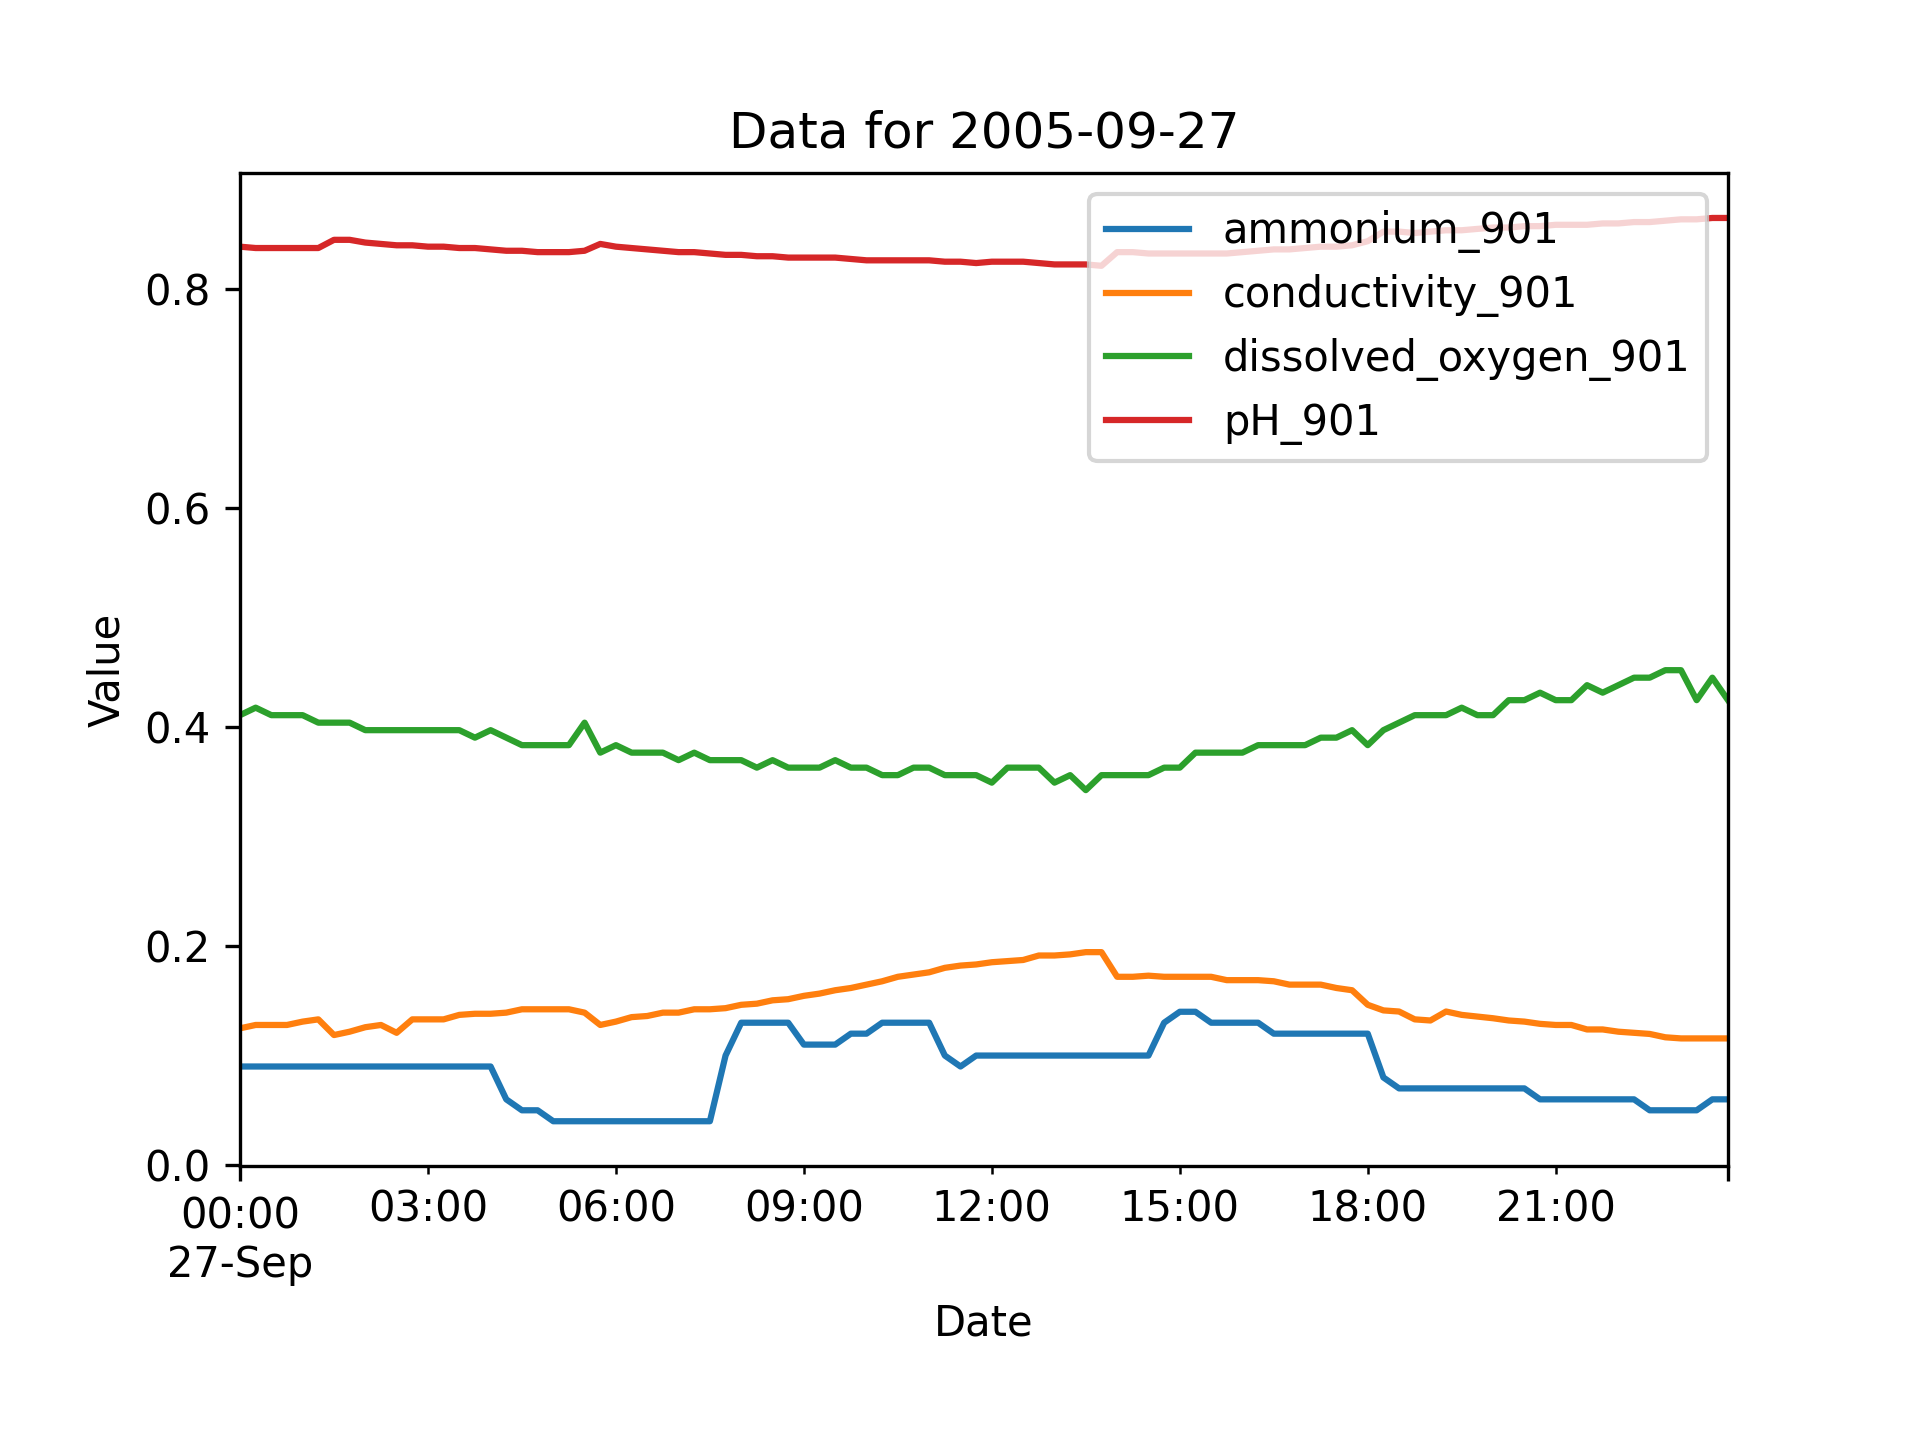 Data for 2005-09-27
ammonium_901
conductivity_901
dissolved_oxygen_901
pH_901
Value
0.8
0.6
0.4
0.2
0.0
00:00 03:00 06:00 09:00 12:00 15:00 18:00 21:00
27-Sep
Date